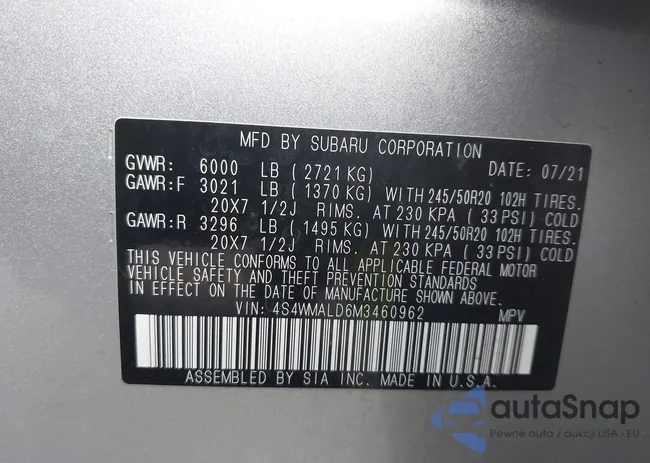 MFD BY SUBARU CORPORATION
GVWR: 6000 LB ( 2721 KG) DATE: 07/21
GAWR:F 3021 LB ( 1370 KG) WITH 245/50R20 102H TIRES.
20X7 1/2J RIMS. AT 230 KPA ( 33 PSI) COLD
GAWR:R 3296 LB ( 1495 KG) WITH 245/50R20 102H TIRES.
20X7 1/2J RIMS. AT 230 KPA ( 33 PSI) COLD
THIS VEHICLE CONFORMS TO ALL APPLICABLE FEDERAL MOTOR
VEHICLE SAFETY AND THEFT PREVENTION STANDARDS
IN EFFECT ON THE DATE OF MANUFACTURE SHOWN ABOVE.
VIN: 4S4WMALD6M3460962 MPV
ASSEMBLED BY SIA INC. MADE IN U.S.A.
autaSnap
Pewne auta z aukcji USA i EU